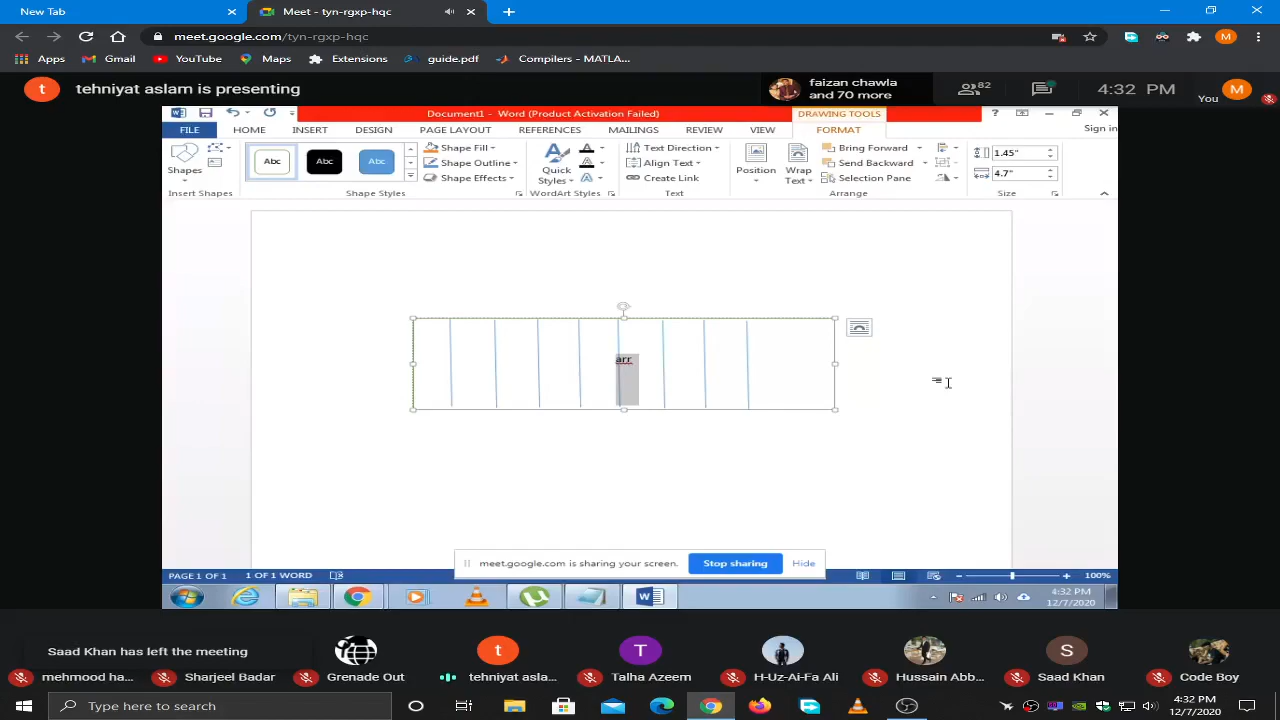 New Tab
Meet - tyn-rgxp-hqc
meet.google.com/tyn-rgxp-hqc
M
Apps
Gmail
YouTube
Maps
Extensions
guide.pdf
Compilers - MATLA...
t
tehniyat aslam is presenting
faizan chawla
and 70 more
82
4:32 PM
You
M
Document1 - Word (Product Activation Failed)
DRAWING TOOLS
FILE
HOME
INSERT
DESIGN
PAGE LAYOUT
REFERENCES
MAILINGS
REVIEW
VIEW
FORMAT
Sign in
Shapes
Insert Shapes
Abc
Abc
Abc
Shape Fill
Shape Outline
Shape Effects
Shape Styles
Quick
Styles
WordArt Styles
Text Direction
Align Text
Create Link
Text
Position
Wrap
Text
Bring Forward
Send Backward
Selection Pane
Arrange
1.45"
4.7"
Size
arr
meet.google.com is sharing your screen.
Stop sharing
Hide
PAGE 1 OF 1
1 OF 1 WORD
100%
4:32 PM
12/7/2020
Saad Khan has left the meeting
t
T
S
mehmood ha...
Sharjeel Badar
Grenade Out
tehniyat asla...
Talha Azeem
H-Uz-Ai-Fa Ali
Hussain Abb...
Saad Khan
Code Boy
Type here to search
4:32 PM
12/7/2020